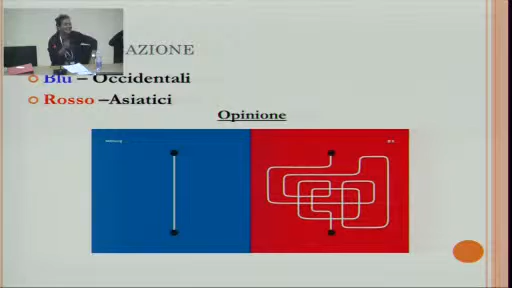 AZIONE
Blu – Occidentali
Rosso –Asiatici
Opinione